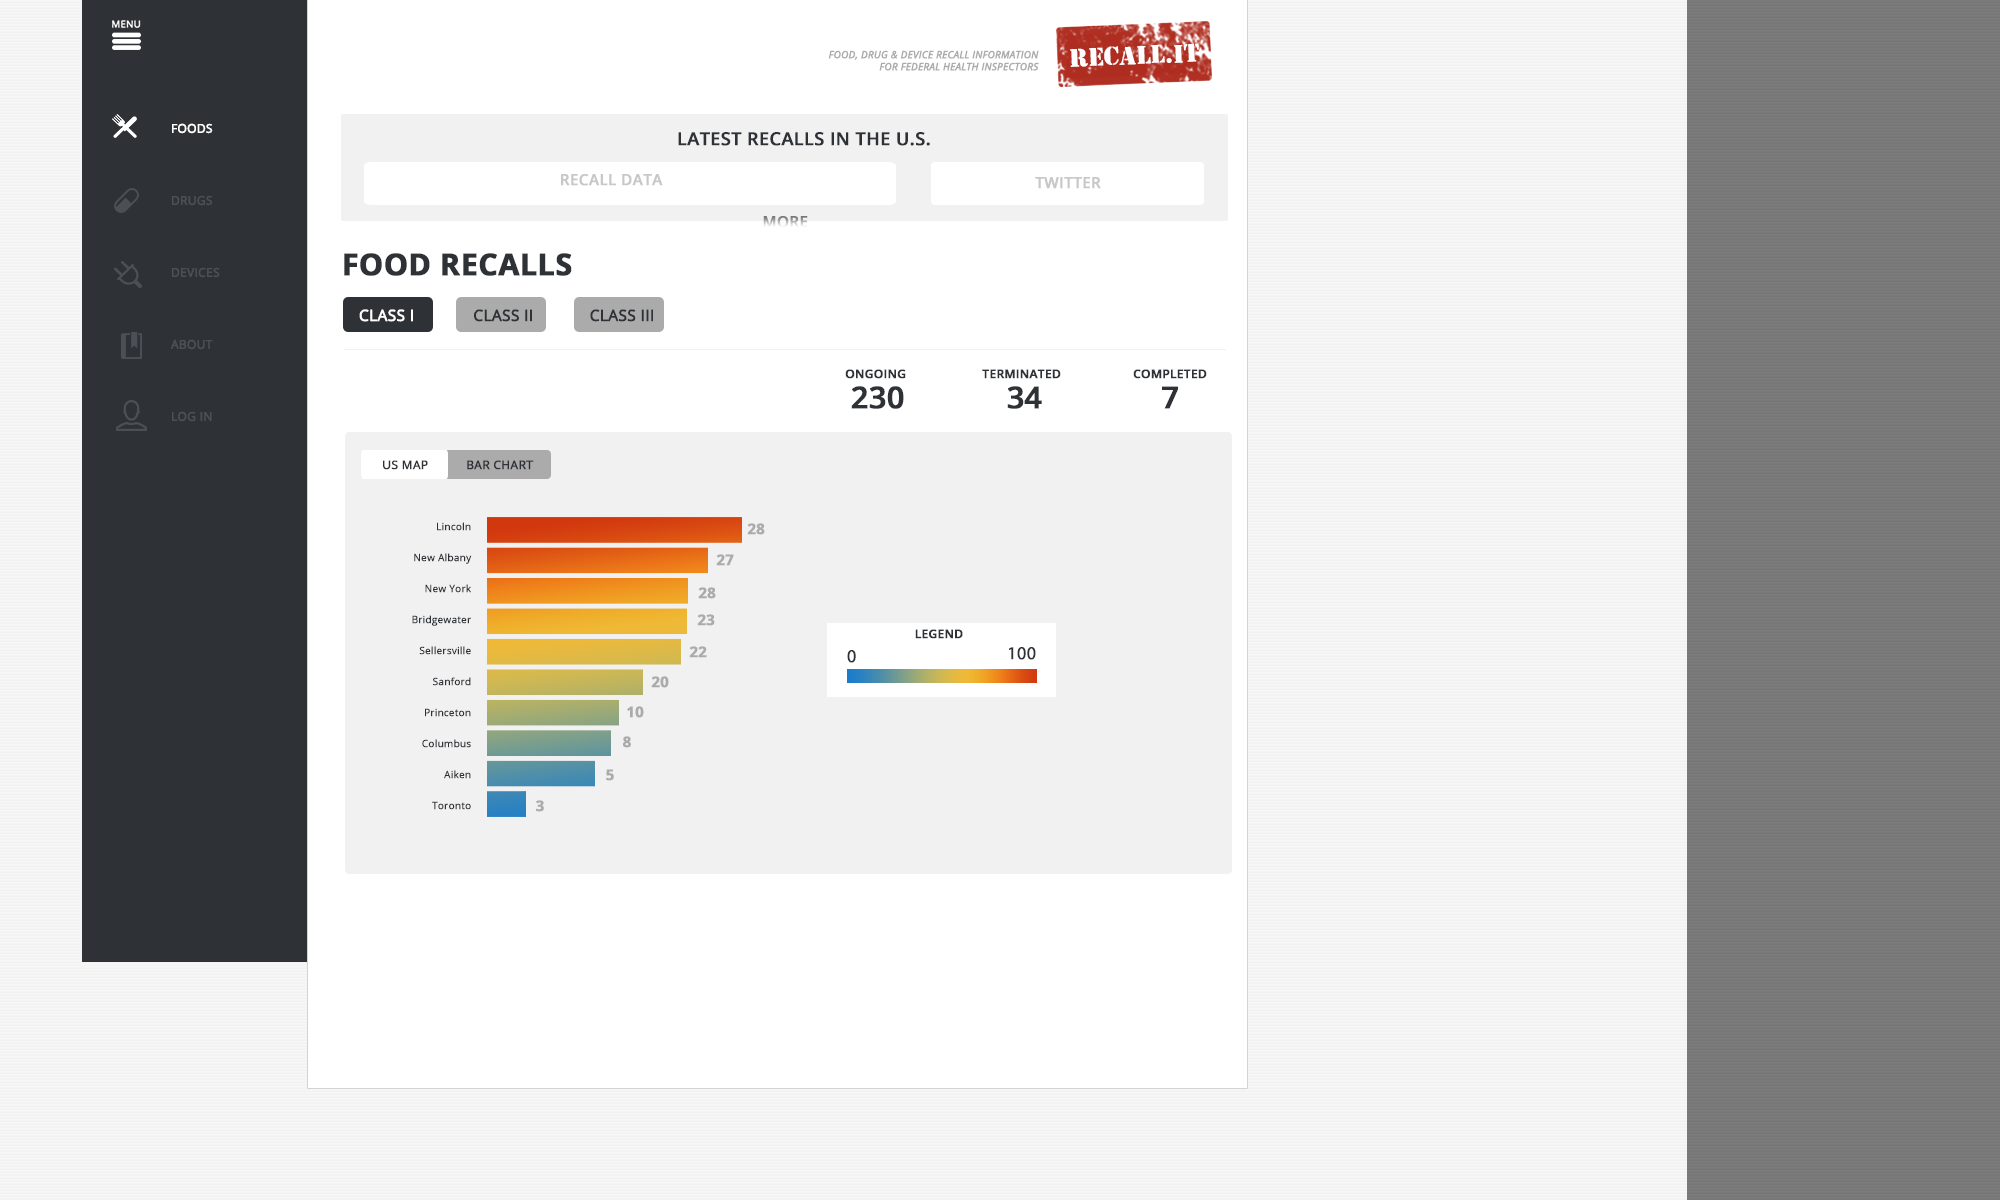 MENU
FOODS
DRUGS
DEVICES
ABOUT
LOG IN
FOOD, DRUG & DEVICE RECALL INFORMATION
FOR FEDERAL HEALTH INSPECTORS
RECALL.IT
LATEST RECALLS IN THE U.S.
RECALL DATA
TWITTER
MORE
FOOD RECALLS
CLASS I
CLASS II
CLASS III
ONGOING
230
TERMINATED
34
COMPLETED
7
US MAP
BAR CHART
Lincoln 28
New Albany 27
New York 28
Bridgewater 23
Sellersville 22
Sanford 20
Princeton 10
Columbus 8
Aiken 5
Toronto 3
LEGEND
0 100